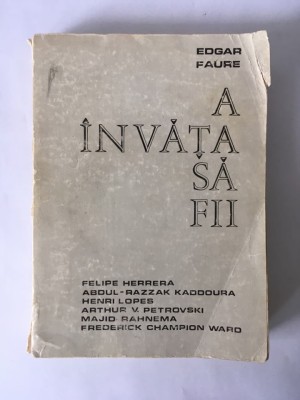 EDGAR
FAURE
A
ÎNVĂȚA
SĂ
FII
FELIPE HERRERA
ABDUL-RAZZAK KADDOURA
HENRI LOPES
ARTHUR V. PETROVSKI
MAJID RAHNEMA
FREDERICK CHAMPION WARD